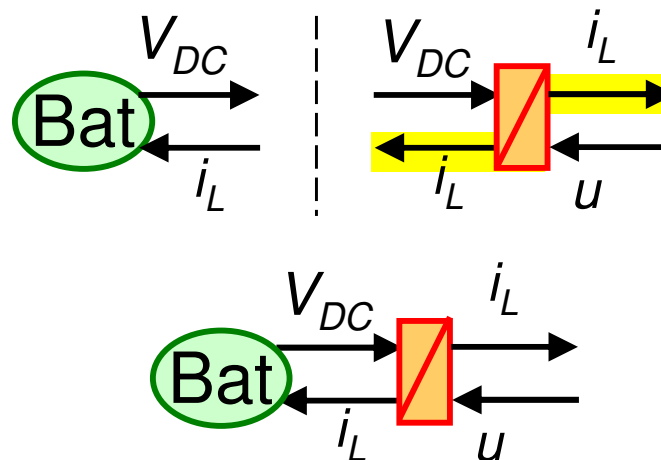 V_DC V_DC i_L
Bat
i_L i_L u
V_DC i_L
Bat
i_L u